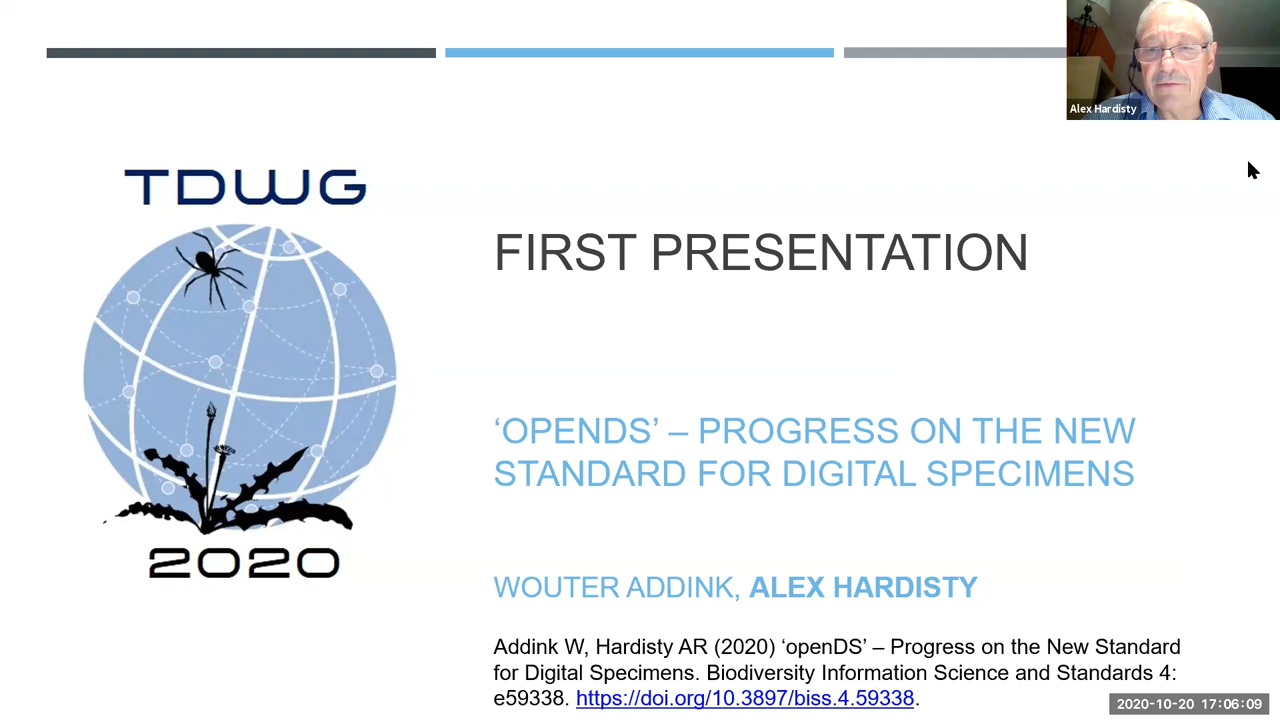 Alex Hardisty
TDWG
2020
FIRST PRESENTATION
‘OPENDS’ – PROGRESS ON THE NEW
STANDARD FOR DIGITAL SPECIMENS
WOUTER ADDINK, ALEX HARDISTY
Addink W, Hardisty AR (2020) ‘openDS’ – Progress on the New Standard
for Digital Specimens. Biodiversity Information Science and Standards 4:
e59338. https://doi.org/10.3897/biss.4.59338.
2020-10-20 17:06:09